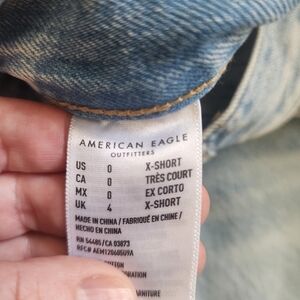 AMERICAN EAGLE
OUTFITTERS
US 0 X-SHORT
CA 0 TRÈS COURT
MX 0 EX CORTO
UK 4 X-SHORT
MADE IN CHINA / FABRIQUÉ EN CHINE /
HECHO EN CHINA
RN 54485/CA 03873
COTTON